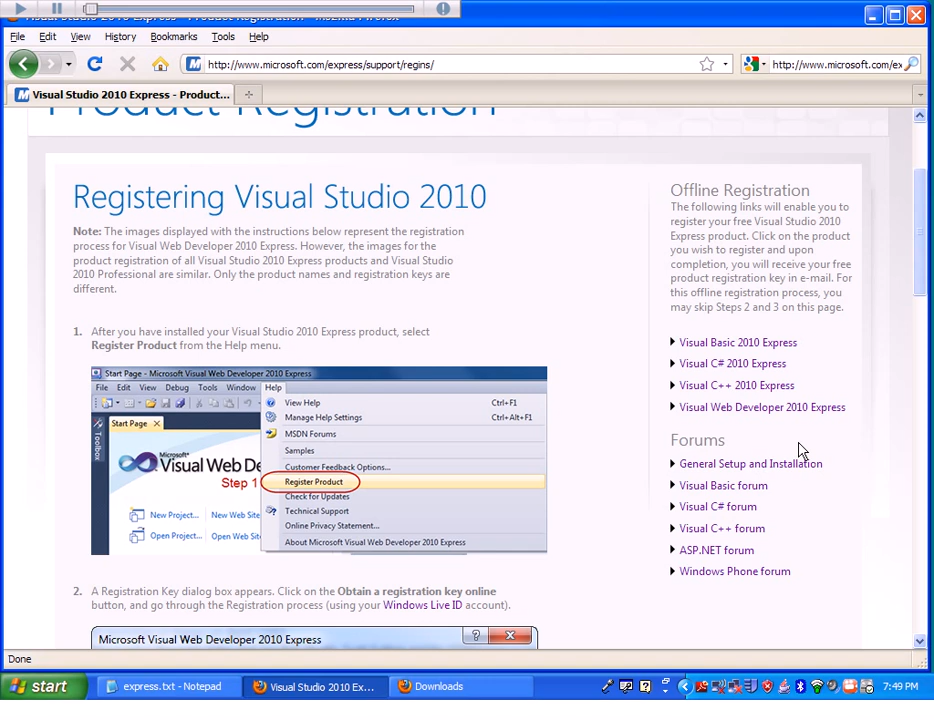 File Edit View History Bookmarks Tools Help
http://www.microsoft.com/express/support/regins/
http://www.microsoft.com/ex
Visual Studio 2010 Express - Product...
Product Registration
Registering Visual Studio 2010
Note: The images displayed with the instructions below represent the registration
process for Visual Web Developer 2010 Express. However, the images for the
product registration of all Visual Studio 2010 Express products and Visual Studio
2010 Professional are similar. Only the product names and registration keys are
different.
1. After you have installed your Visual Studio 2010 Express product, select
Register Product from the Help menu.
Start Page - Microsoft Visual Web Developer 2010 Express
File Edit View Debug Tools Window Help
Toolbox
Start Page
Microsoft
Visual Web De
Step 1
New Project... New Web Site
Open Project... Open Web Site
View Help Ctrl+F1
Manage Help Settings Ctrl+Alt+F1
MSDN Forums
Samples
Customer Feedback Options...
Register Product
Check for Updates
Technical Support
Online Privacy Statement...
About Microsoft Visual Web Developer 2010 Express
2. A Registration Key dialog box appears. Click on the Obtain a registration key online
button, and go through the Registration process (using your Windows Live ID account).
Microsoft Visual Web Developer 2010 Express
Offline Registration
The following links will enable you to
register your free Visual Studio 2010
Express product. Click on the product
you wish to register and upon
completion, you will receive your free
product registration key in e-mail. For
this offline registration process, you
may skip Steps 2 and 3 on this page.
Visual Basic 2010 Express
Visual C# 2010 Express
Visual C++ 2010 Express
Visual Web Developer 2010 Express
Forums
General Setup and Installation
Visual Basic forum
Visual C# forum
Visual C++ forum
ASP.NET forum
Windows Phone forum
Done
start
express.txt - Notepad
Visual Studio 2010 Ex...
Downloads
7:49 PM